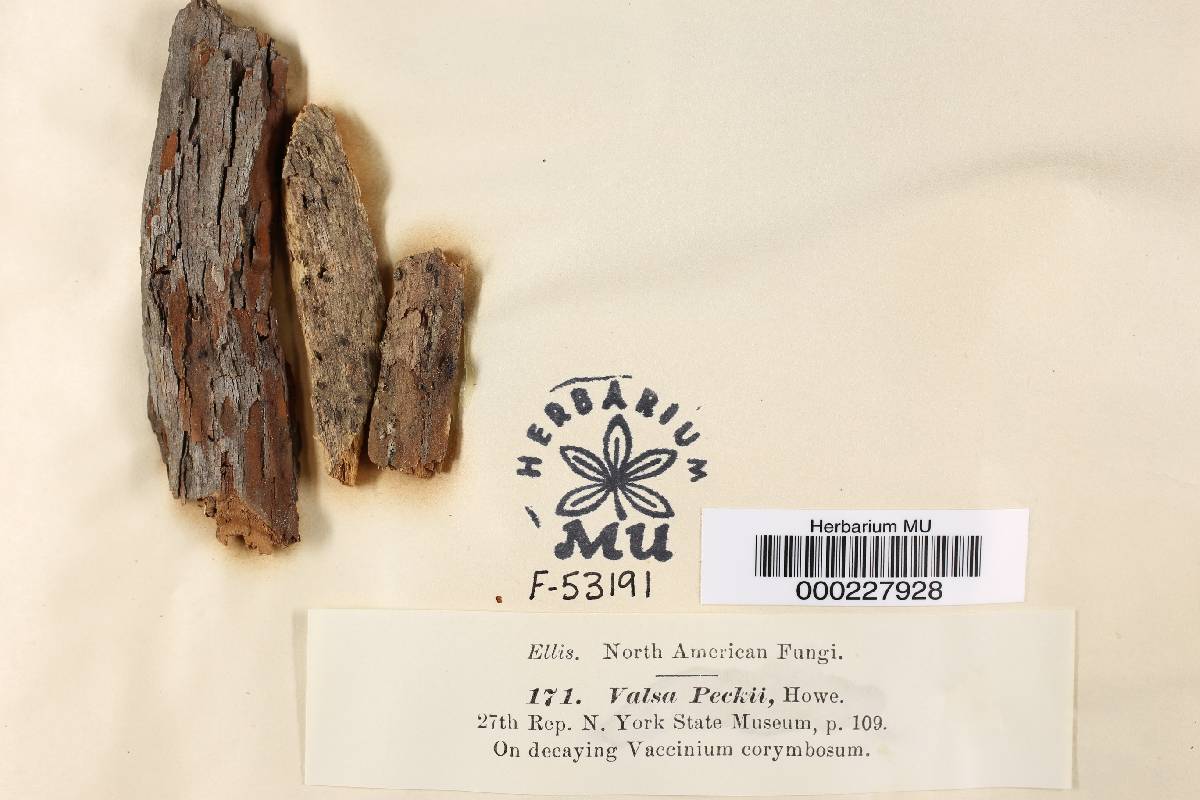 HERBARIUM
MU
F-53191
Herbarium MU
000227928
Ellis. North American Fungi.
171. Valsa Peckii, Howe.
27th Rep. N. York State Museum, p. 109.
On decaying Vaccinium corymbosum.